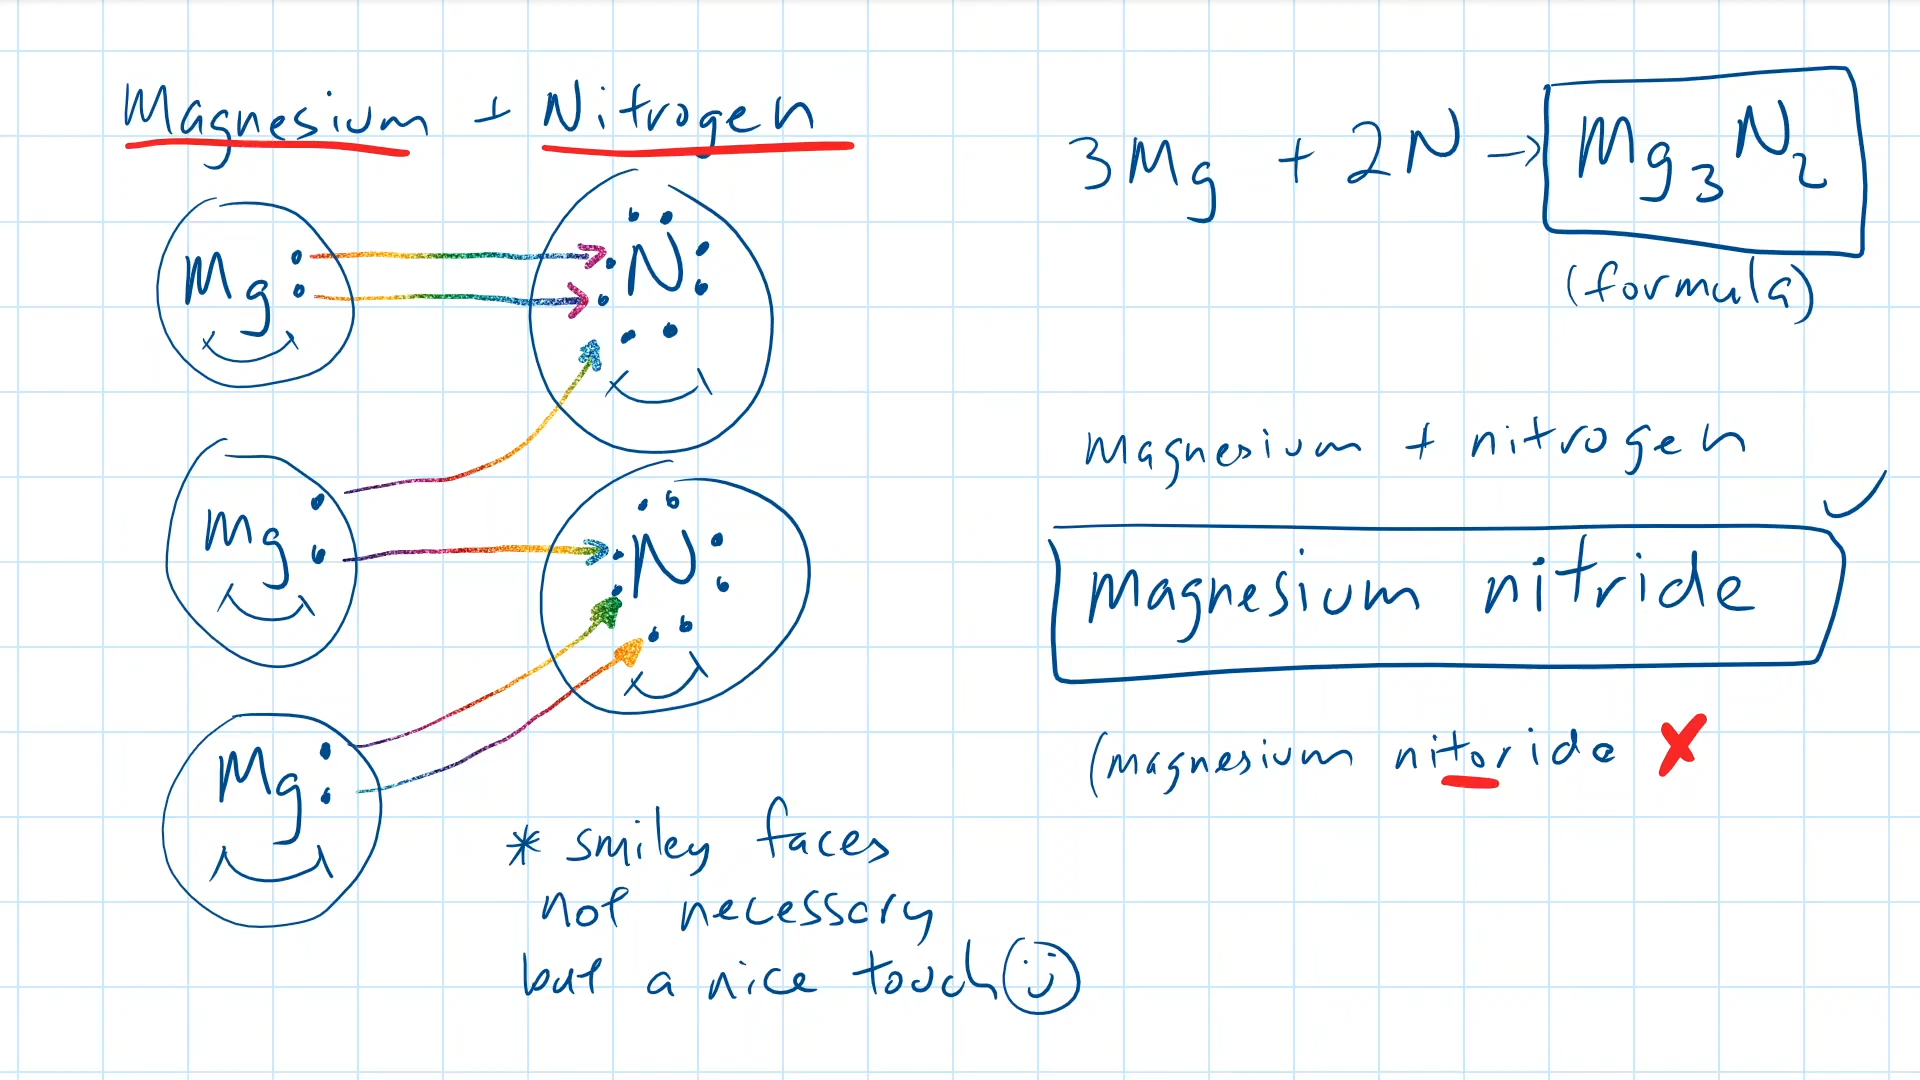 Magnesium + Nitrogen
Mg
N
Mg
N
Mg
* smiley faces
not necessary
but a nice touch
3Mg + 2N → Mg₃N₂
(formula)
magnesium + nitrogen
magnesium nitride ✓
(magnesium nitoride ✗